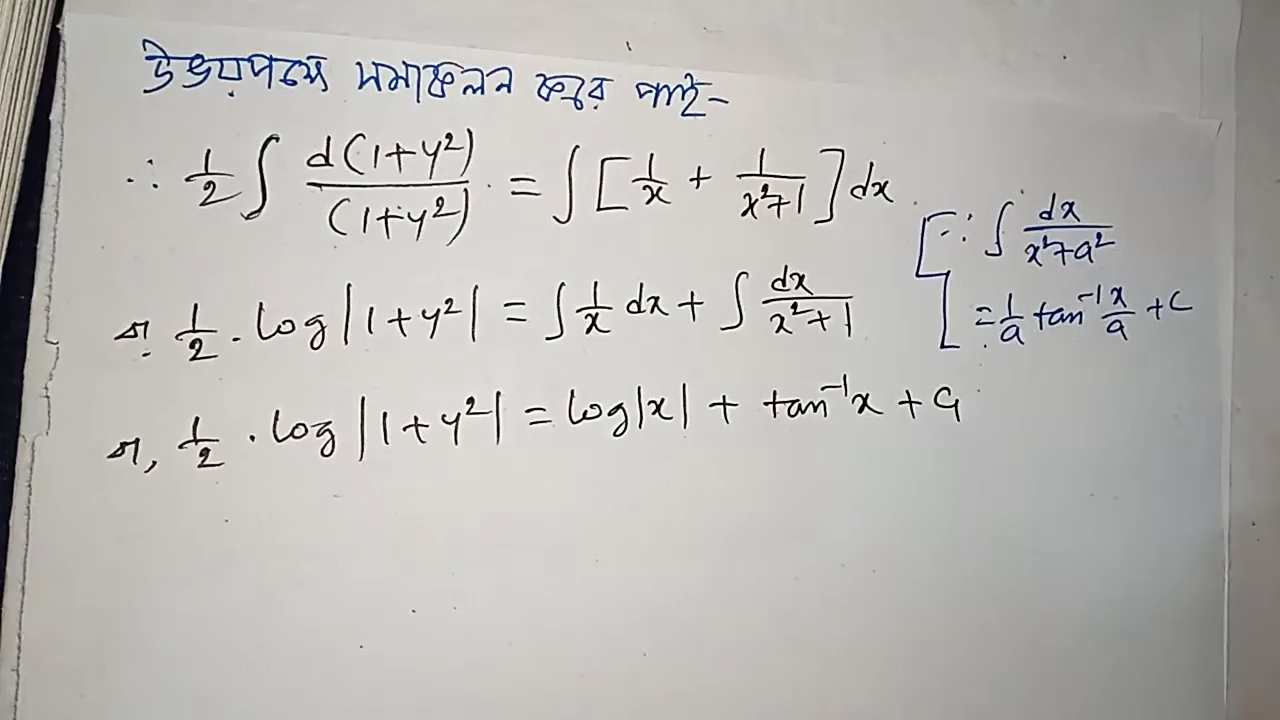 উভয়পক্ষে সমাকলন করে পাই-
∴ 1/2 ∫ d(1+y²)/(1+y²) = ∫ [1/x + 1/(x²+1)] dx
বা, 1/2 . log|1+y²| = ∫ 1/x dx + ∫ dx/(x²+1)
[∵ ∫ dx/(x²+a²)
= 1/a tan⁻¹ x/a + c]
বা, 1/2 . log|1+y²| = log|x| + tan⁻¹x + C₁